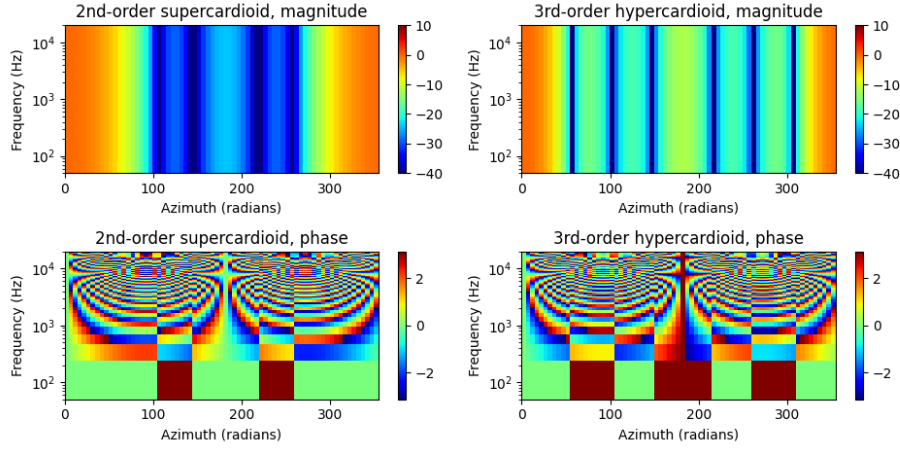 2nd-order supercardioid, magnitude
3rd-order hypercardioid, magnitude
Frequency (Hz)
10⁴
10³
10²
0 100 200 300
Azimuth (radians)
10
0
−10
−20
−30
−40
Frequency (Hz)
10⁴
10³
10²
0 100 200 300
Azimuth (radians)
10
0
−10
−20
−30
−40
2nd-order supercardioid, phase
3rd-order hypercardioid, phase
Frequency (Hz)
10⁴
10³
10²
0 100 200 300
Azimuth (radians)
2
0
−2
Frequency (Hz)
10⁴
10³
10²
0 100 200 300
Azimuth (radians)
2
0
−2